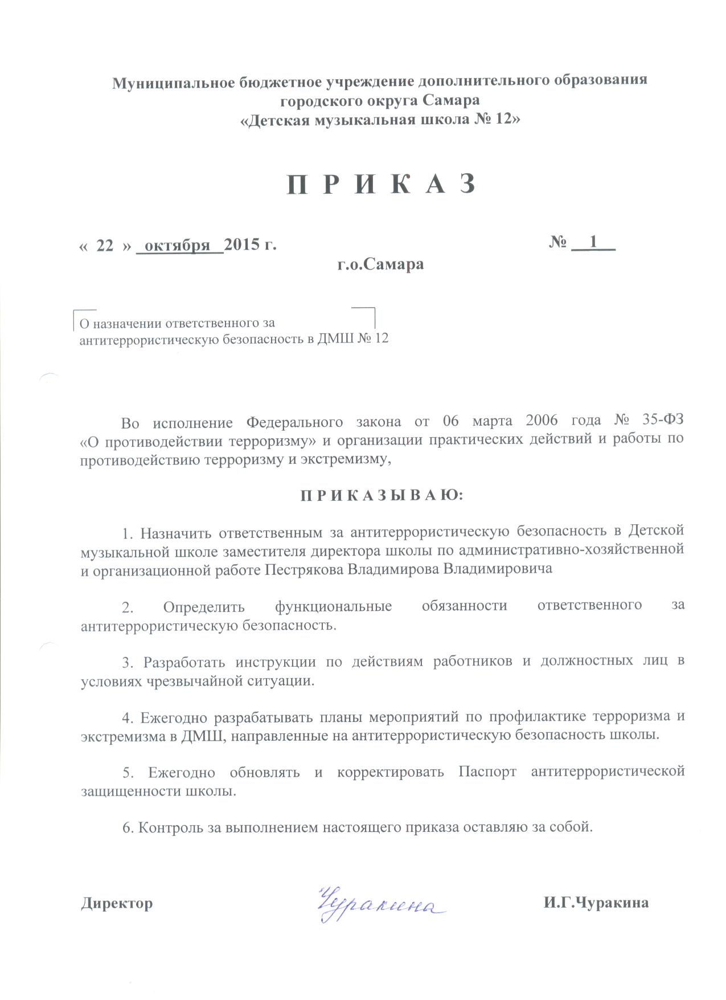 Муниципальное бюджетное учреждение дополнительного образования
городского округа Самара
«Детская музыкальная школа № 12»
П Р И К А З
« 22 » октября 2015 г. № 1
г.о.Самара
О назначении ответственного за
антитеррористическую безопасность в ДМШ № 12
Во исполнение Федерального закона от 06 марта 2006 года № 35-ФЗ
«О противодействии терроризму» и организации практических действий и работы по
противодействию терроризму и экстремизму,
П Р И К А З Ы В А Ю:
1. Назначить ответственным за антитеррористическую безопасность в Детской
музыкальной школе заместителя директора школы по административно-хозяйственной
и организационной работе Пестрякова Владимирова Владимировича
2. Определить функциональные обязанности ответственного за
антитеррористическую безопасность.
3. Разработать инструкции по действиям работников и должностных лиц в
условиях чрезвычайной ситуации.
4. Ежегодно разрабатывать планы мероприятий по профилактике терроризма и
экстремизма в ДМШ, направленные на антитеррористическую безопасность школы.
5. Ежегодно обновлять и корректировать Паспорт антитеррористической
защищенности школы.
6. Контроль за выполнением настоящего приказа оставляю за собой.
Директор Чуракина И.Г.Чуракина